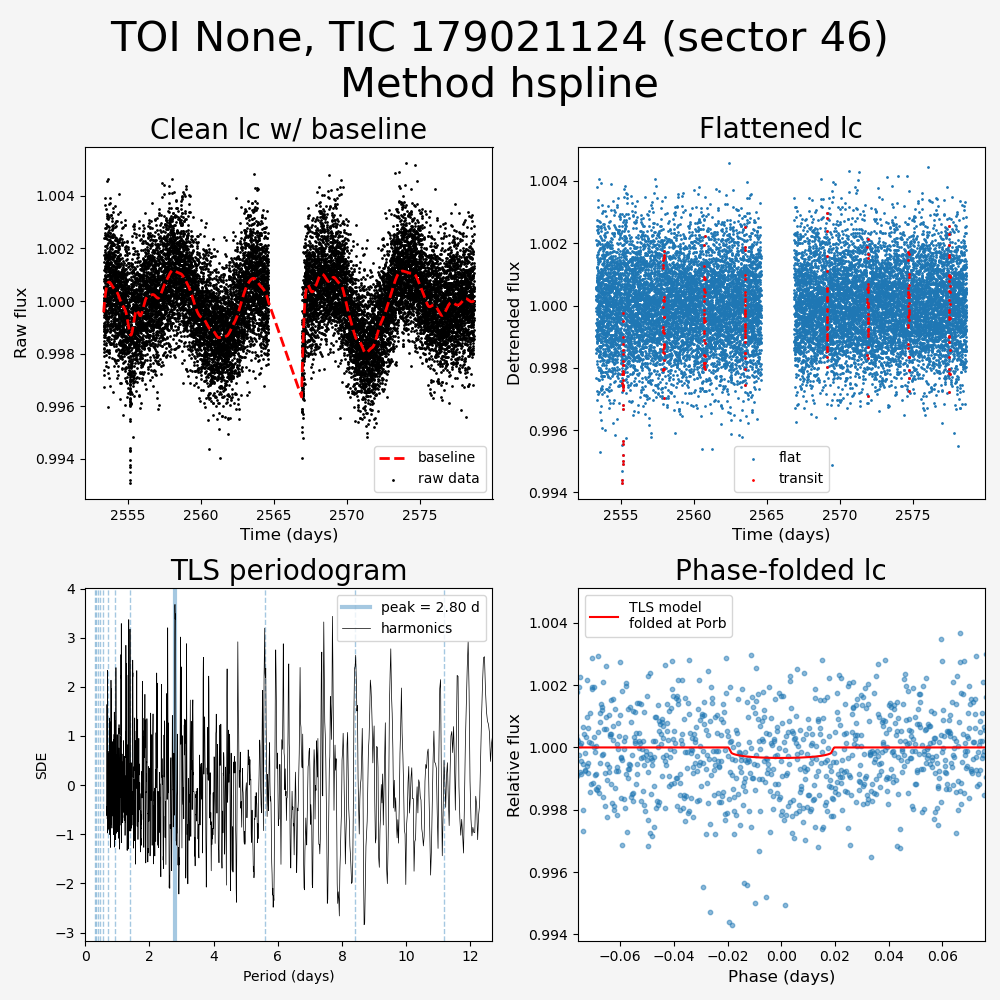 TOI None, TIC 179021124 (sector 46)
Method hspline
Clean lc w/ baseline
Raw flux
1.004
1.002
1.000
0.998
0.996
0.994
baseline
raw data
2555
2560
2565
2570
2575
Time (days)
Flattened lc
Detrended flux
1.004
1.002
1.000
0.998
0.996
0.994
flat
transit
2555
2560
2565
2570
2575
Time (days)
TLS periodogram
SDE
4
3
2
1
0
−1
−2
−3
peak = 2.80 d
harmonics
0
2
4
6
8
10
12
Period (days)
Phase-folded lc
Relative flux
1.004
1.002
1.000
0.998
0.996
0.994
TLS model
folded at Porb
−0.06
−0.04
−0.02
0.00
0.02
0.04
0.06
Phase (days)